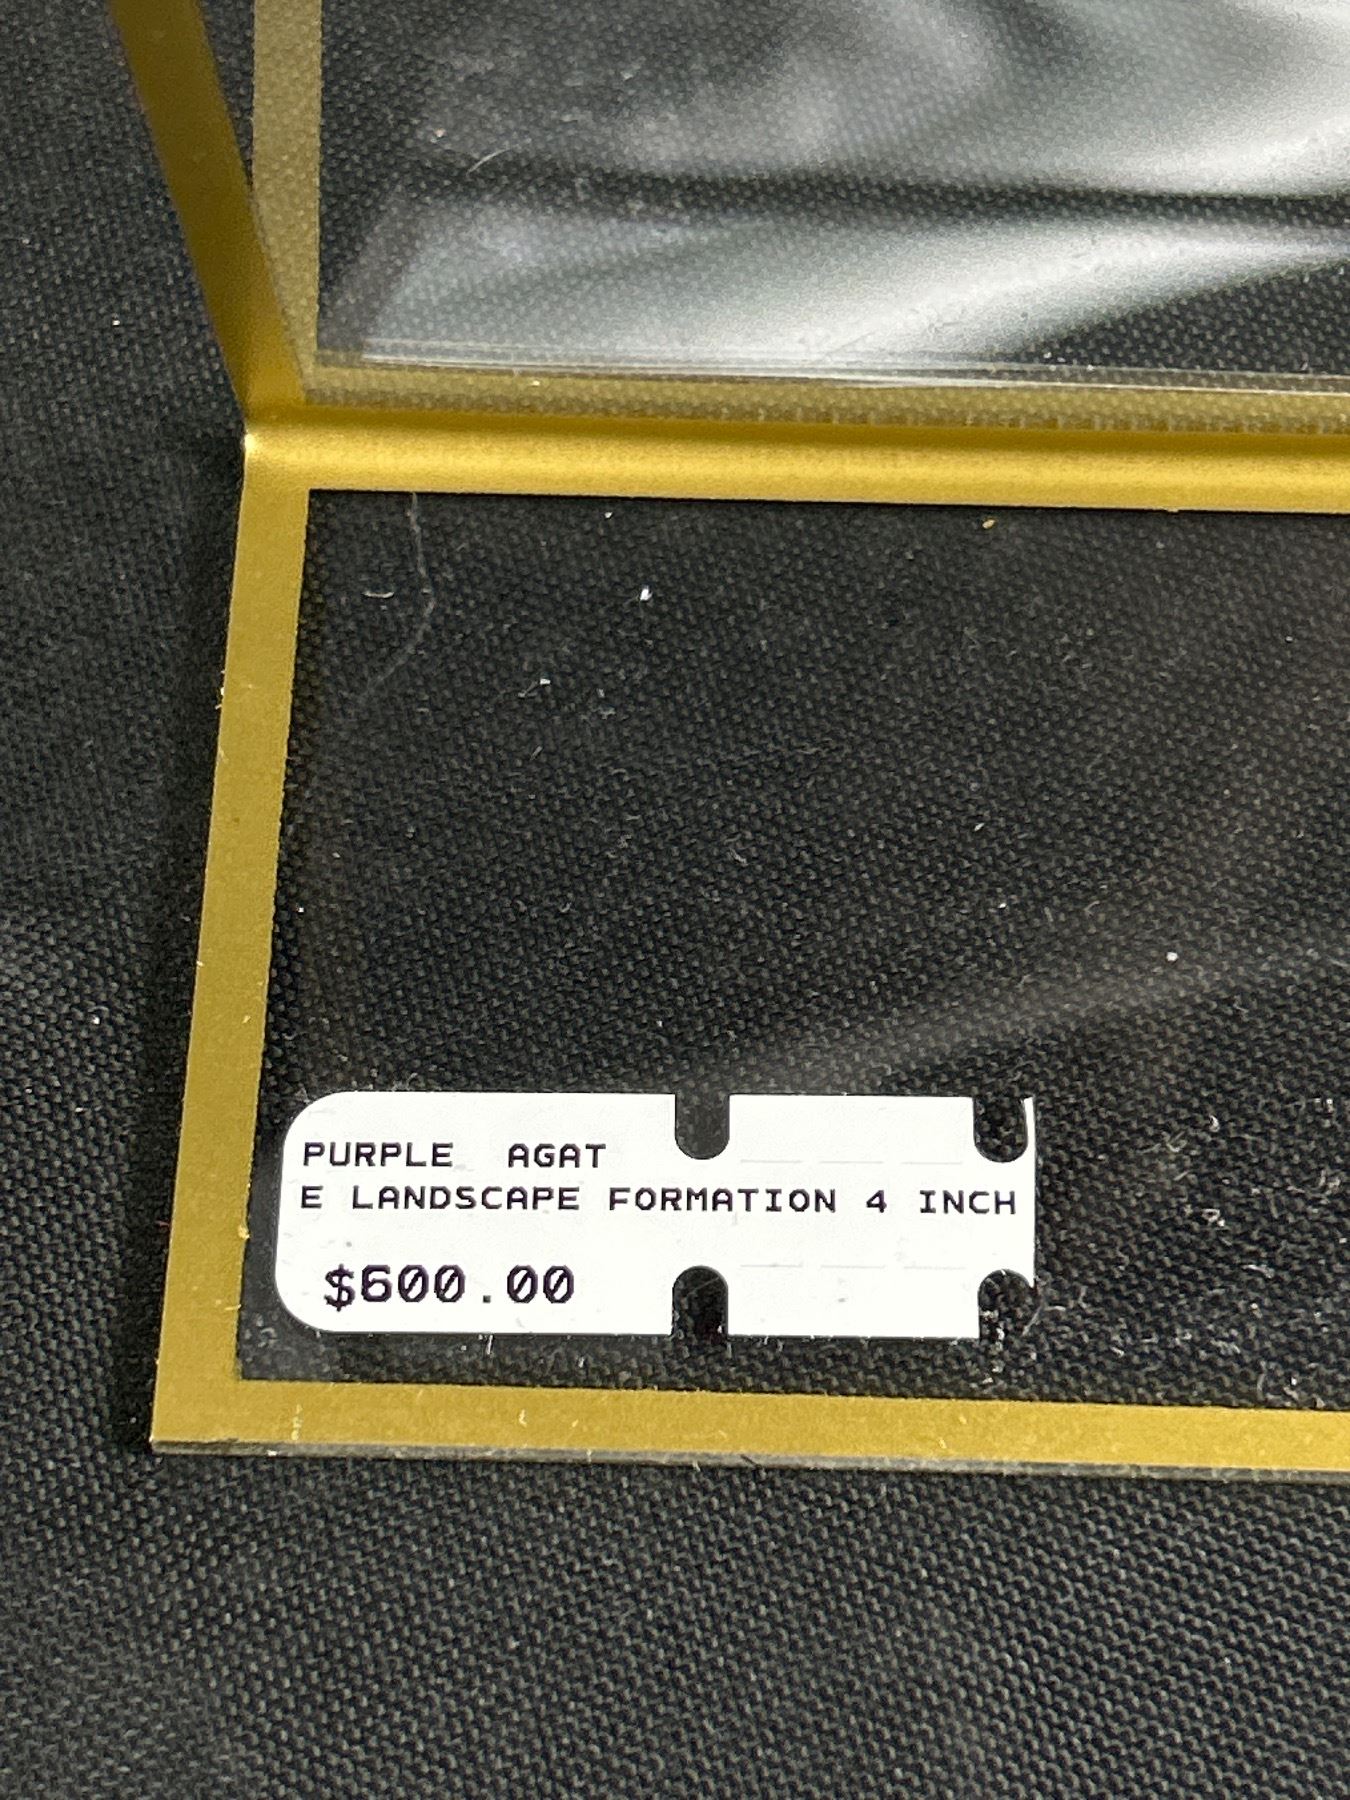 PURPLE  AGAT
E LANDSCAPE FORMATION 4 INCH
$600.00